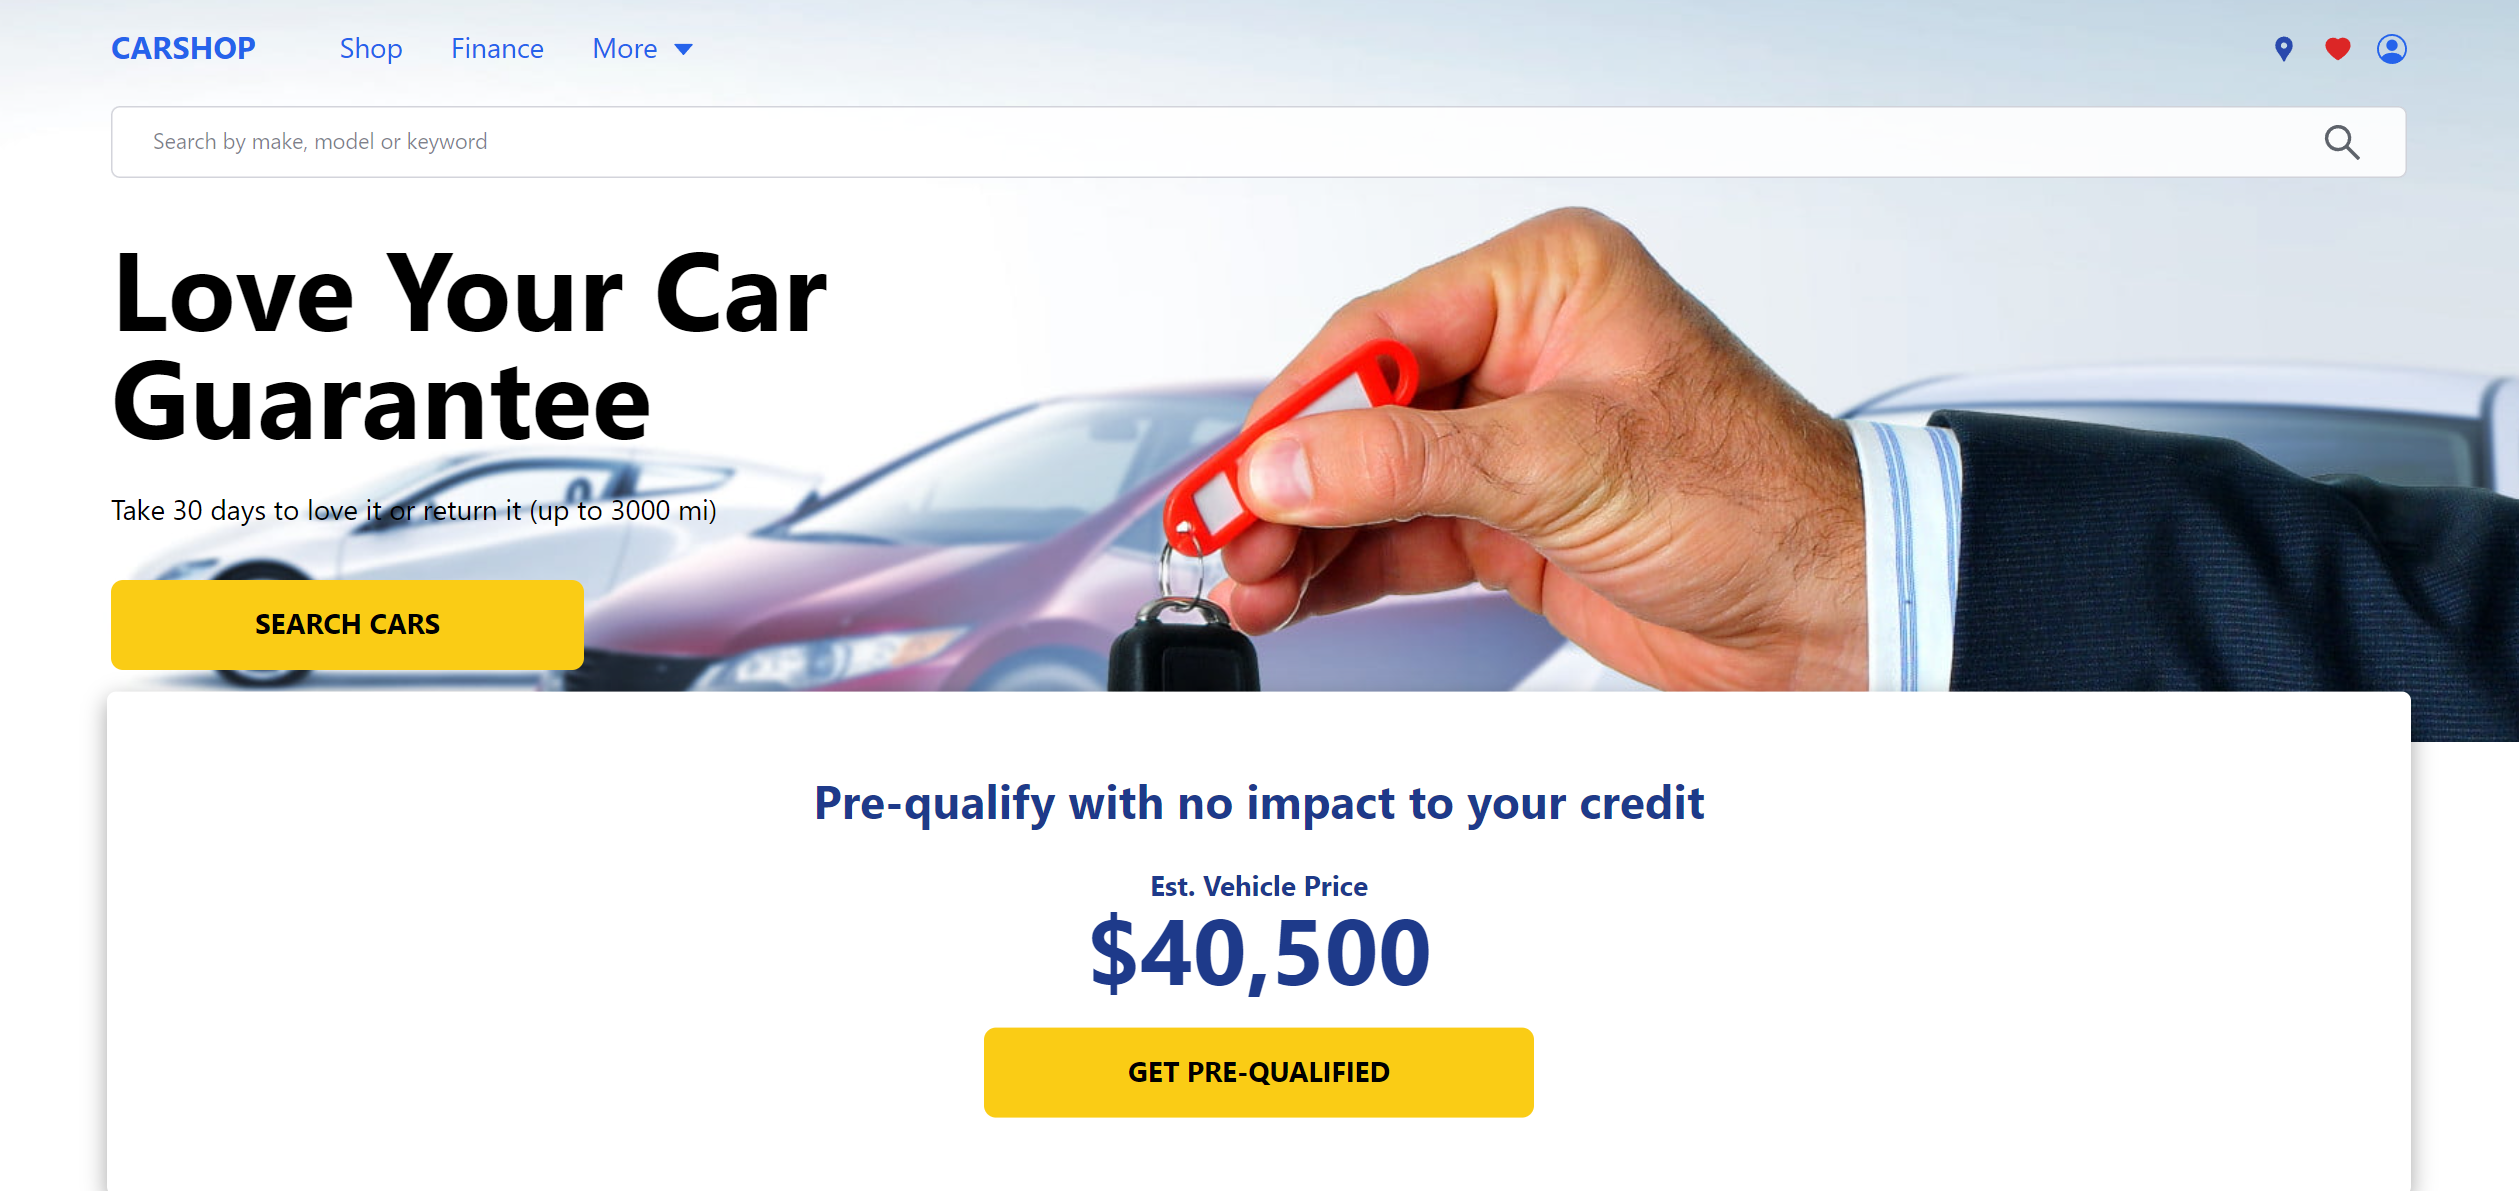 CARSHOP Shop Finance More
Search by make, model or keyword
Love Your Car
Guarantee
Take 30 days to love it or return it (up to 3000 mi)
SEARCH CARS
Pre-qualify with no impact to your credit
Est. Vehicle Price
$40,500
GET PRE-QUALIFIED